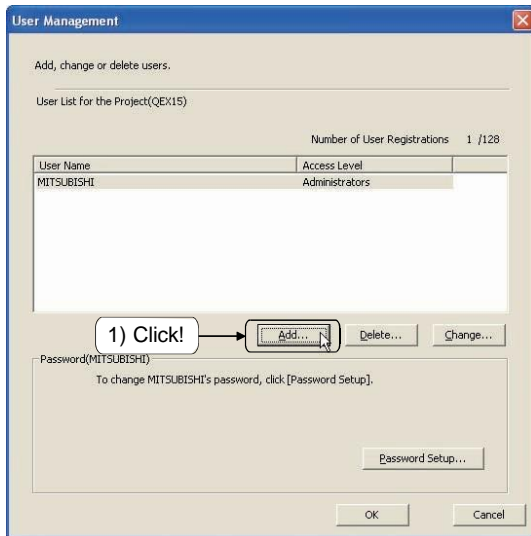 User Management
Add, change or delete users.
User List for the Project(QEX15)
Number of User Registrations 1 /128
User Name Access Level
MITSUBISHI Administrators
1) Click! Add... Delete... Change...
Password(MITSUBISHI)
To change MITSUBISHI's password, click [Password Setup].
Password Setup...
OK Cancel